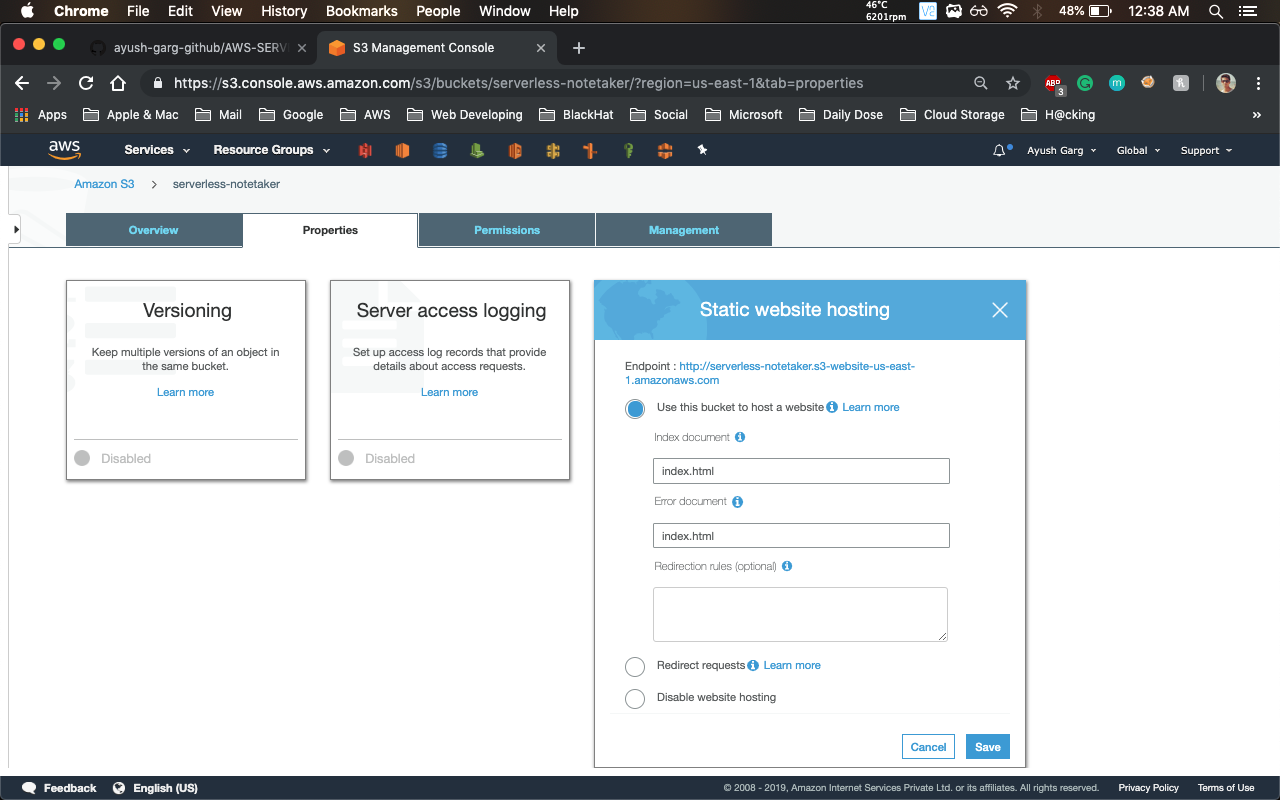 Chrome File Edit View History Bookmarks People Window Help 46°C 6201rpm V2 48% 12:38 AM
ayush-garg-github/AWS-SERV S3 Management Console
https://s3.console.aws.amazon.com/s3/buckets/serverless-notetaker/?region=us-east-1&tab=properties ABP 3 m
Apps Apple & Mac Mail Google AWS Web Developing BlackHat Social Microsoft Daily Dose Cloud Storage H@cking »
aws Services Resource Groups Ayush Garg Global Support
Amazon S3 > serverless-notetaker
Overview Properties Permissions Management
Versioning
Keep multiple versions of an object in
the same bucket.
Learn more
Disabled
Server access logging
Set up access log records that provide
details about access requests.
Learn more
Disabled
Static website hosting
Endpoint : http://serverless-notetaker.s3-website-us-east-
1.amazonaws.com
Use this bucket to host a website Learn more
Index document
index.html
Error document
index.html
Redirection rules (optional)
Redirect requests Learn more
Disable website hosting
Cancel Save
Feedback English (US) © 2008 - 2019, Amazon Internet Services Private Ltd. or its affiliates. All rights reserved. Privacy Policy Terms of Use